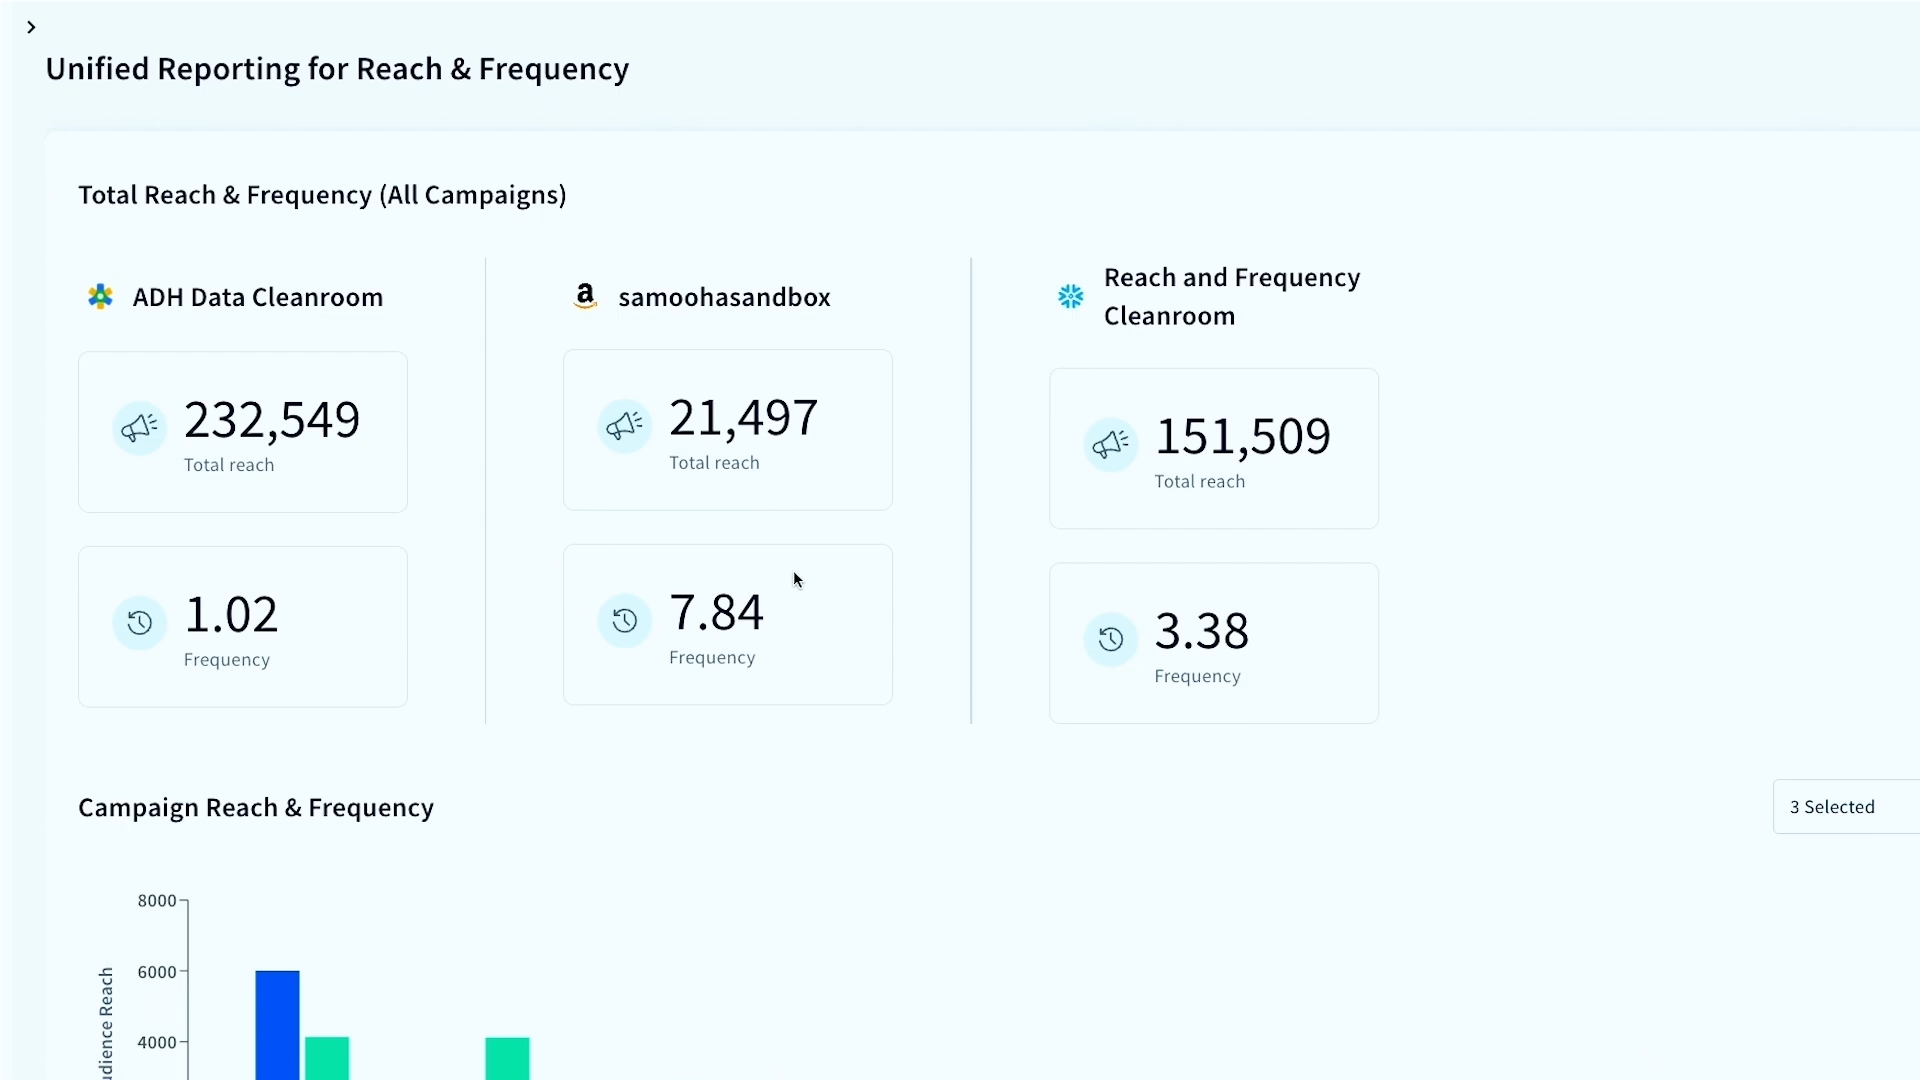 Unified Reporting for Reach & Frequency
Total Reach & Frequency (All Campaigns)
ADH Data Cleanroom
232,549
Total reach
1.02
Frequency
samoohasandbox
21,497
Total reach
7.84
Frequency
Reach and Frequency
Cleanroom
151,509
Total reach
3.38
Frequency
Campaign Reach & Frequency
3 Selected
8000
6000
4000
Reach